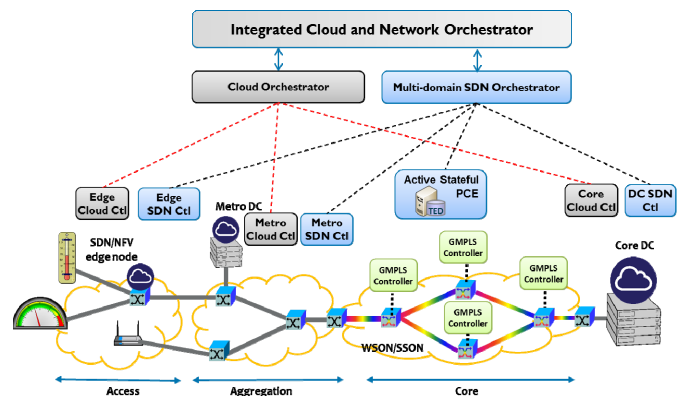 Integrated Cloud and Network Orchestrator
Cloud Orchestrator
Multi-domain SDN Orchestrator
Edge
Cloud Ctl
Edge
SDN Ctl
Metro DC
Metro
Cloud Ctl
Metro
SDN Ctl
Active Stateful
PCE
TED
Core
Cloud Ctl
DC SDN
Ctl
SDN/NFV
edge node
GMPLS
Controller
GMPLS
Controller
GMPLS
Controller
GMPLS
Controller
Core DC
WSON/SSON
Access
Aggregation
Core